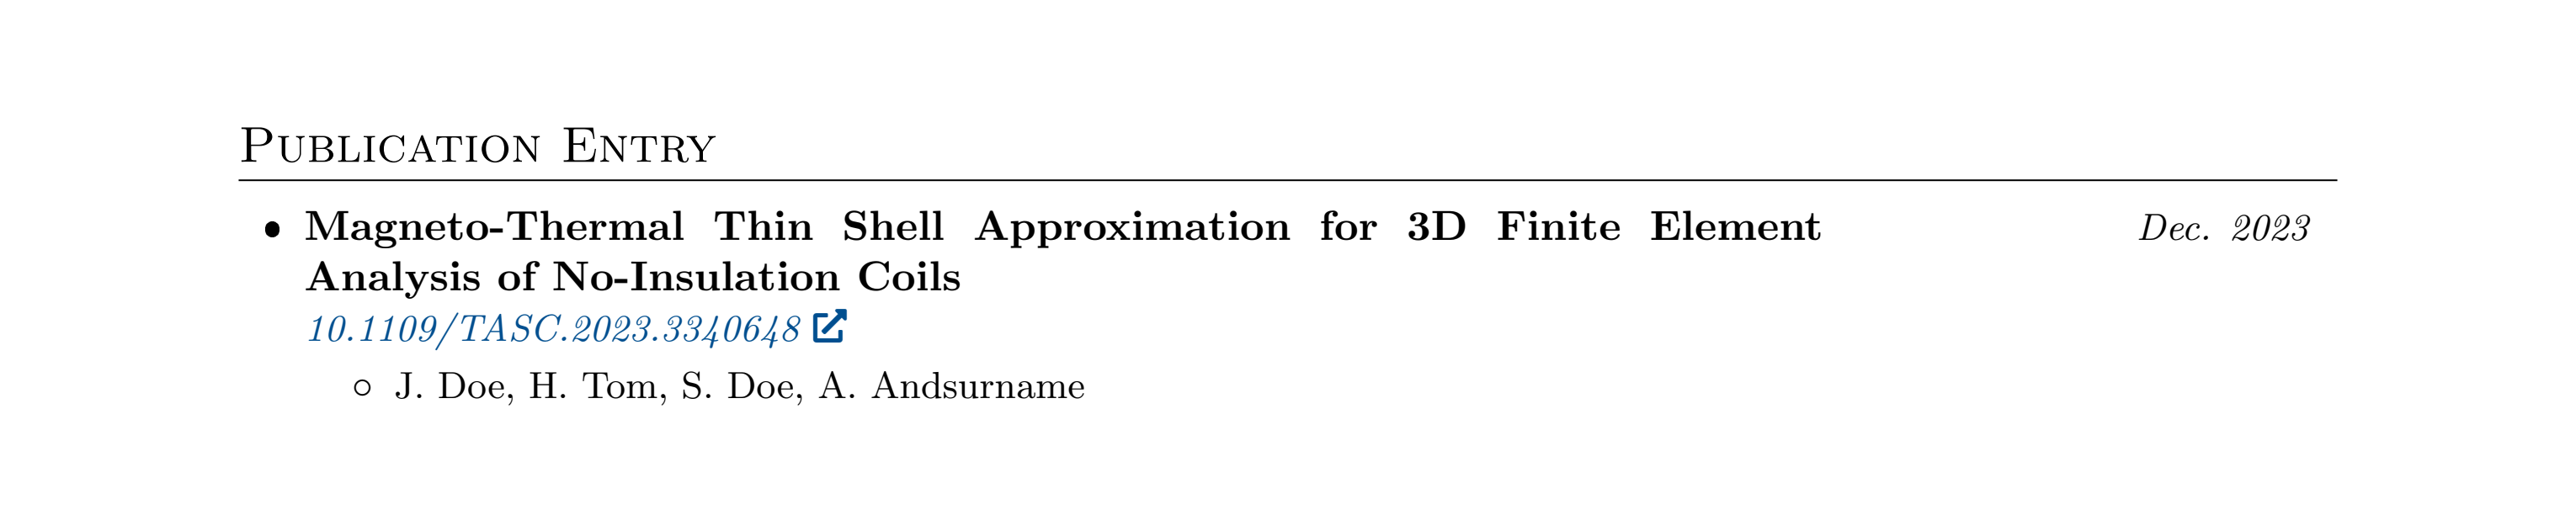 Publication Entry
• Magneto-Thermal Thin Shell Approximation for 3D Finite Element Dec. 2023
Analysis of No-Insulation Coils
10.1109/TASC.2023.3340648
◦ J. Doe, H. Tom, S. Doe, A. Andsurname